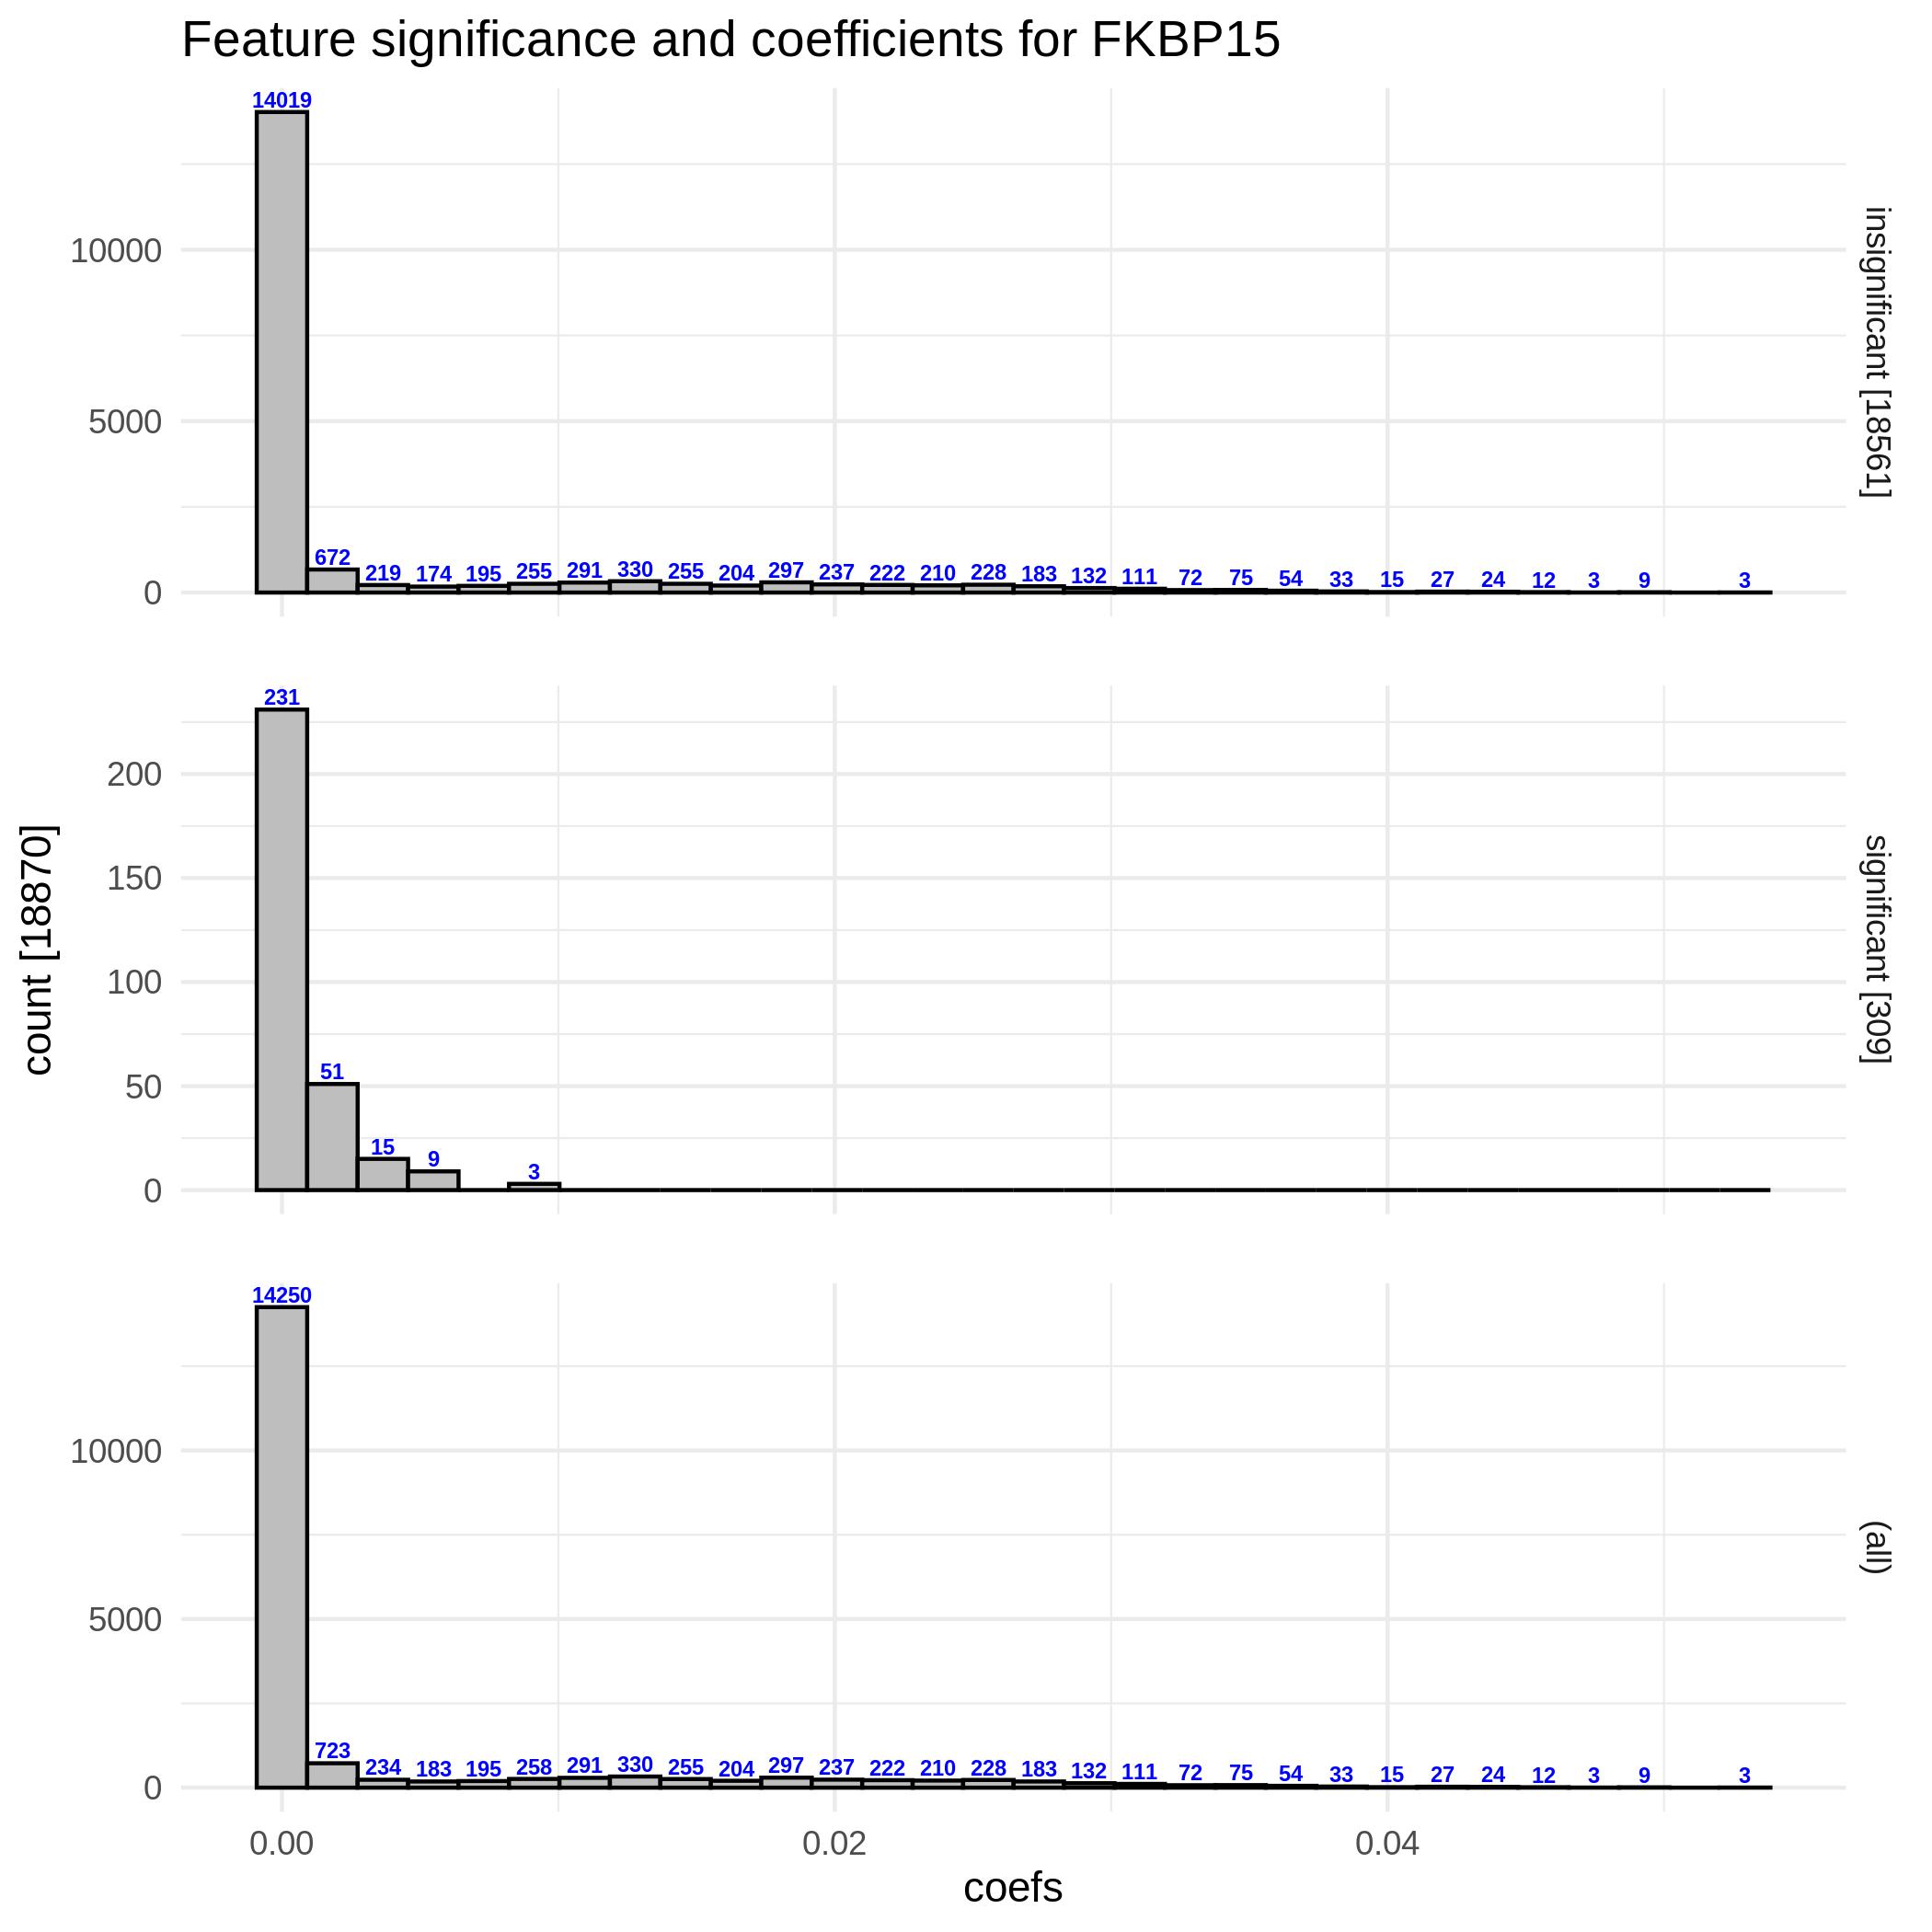 Feature significance and coefficients for FKBP15
14019
672 219 174 195 255 291 330 255 204 297 237 222 210 228 183 132 111 72 75 54 33 15 27 24 12 3 9 3
10000
5000
0
insignificant [18561]
231
51
15
9
3
200
150
100
50
0
significant [309]
count [18870]
14250
723 234 183 195 258 291 330 255 204 297 237 222 210 228 183 132 111 72 75 54 33 15 27 24 12 3 9 3
10000
5000
0
(all)
0.00 0.02 0.04
coefs